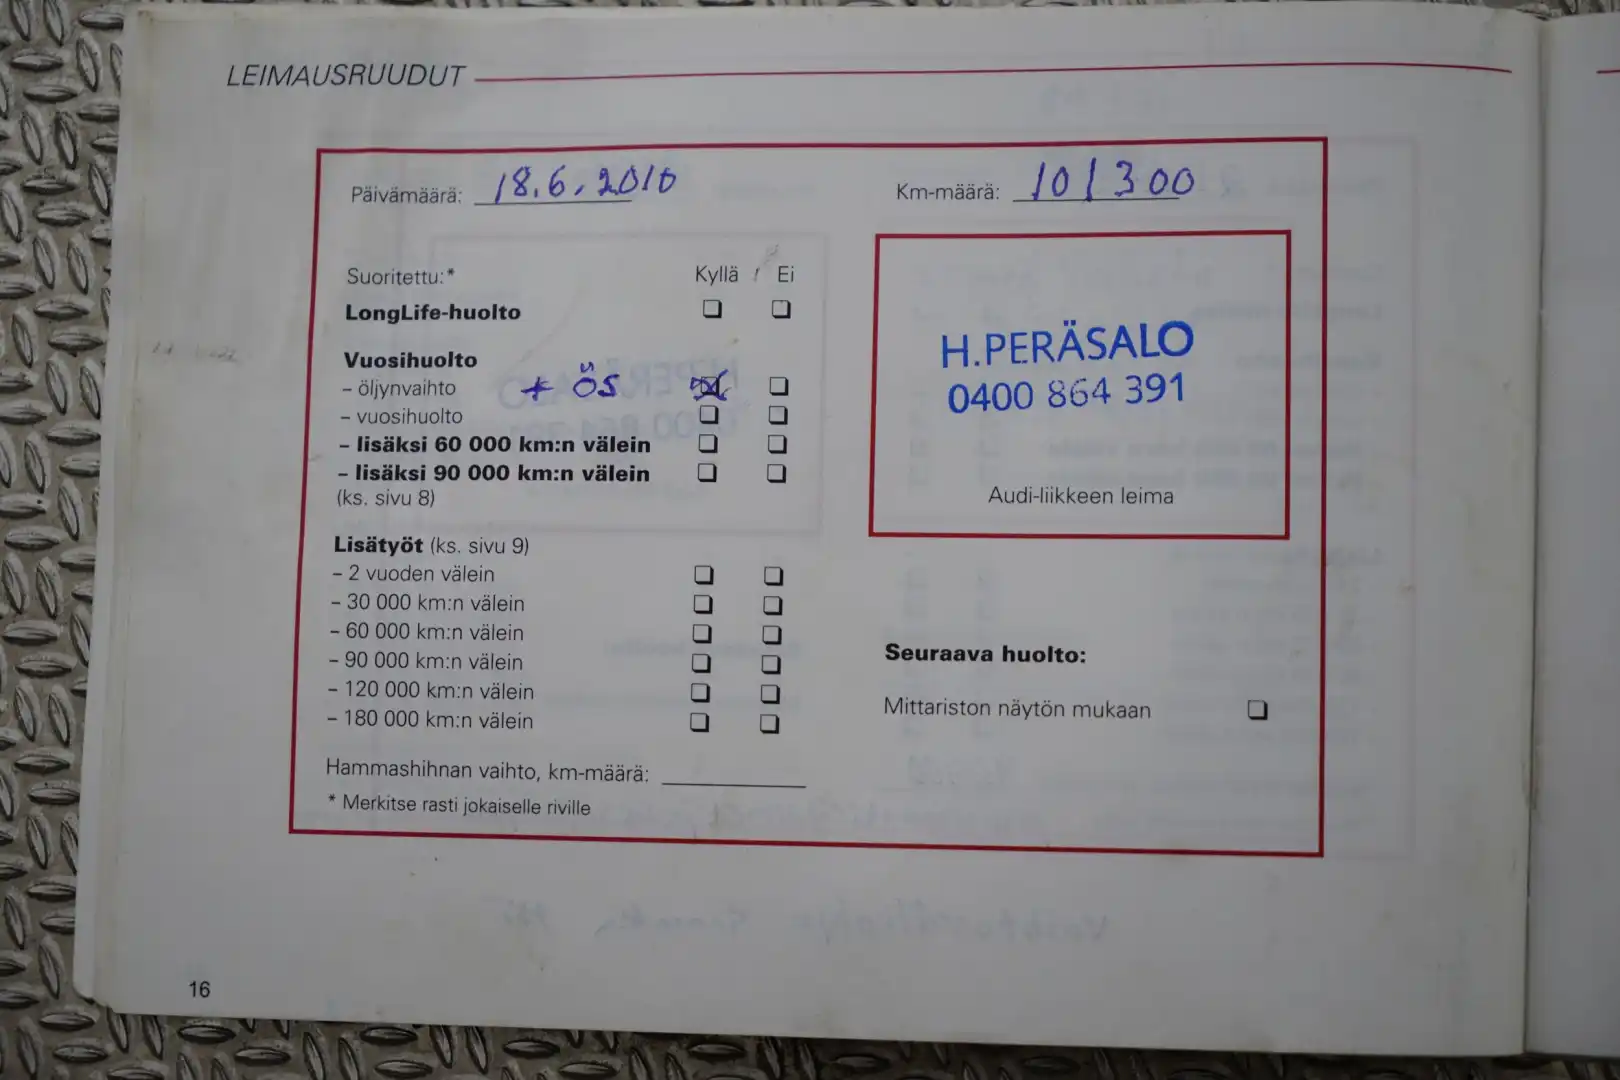 LEIMAUSRUUDUT
Päivämäärä: 18.6.2010
Km-määrä: 101300
Suoritettu:* Kyllä / Ei
LongLife-huolto
Vuosihuolto
- öljynvaihto + ÖS
- vuosihuolto
- lisäksi 60 000 km:n välein
- lisäksi 90 000 km:n välein
(ks. sivu 8)
H.PERÄSALO
0400 864 391
Audi-liikkeen leima
Lisätyöt (ks. sivu 9)
- 2 vuoden välein
- 30 000 km:n välein
- 60 000 km:n välein
- 90 000 km:n välein
- 120 000 km:n välein
- 180 000 km:n välein
Seuraava huolto:
Mittariston näytön mukaan
Hammashihnan vaihto, km-määrä:
* Merkitse rasti jokaiselle riville
16